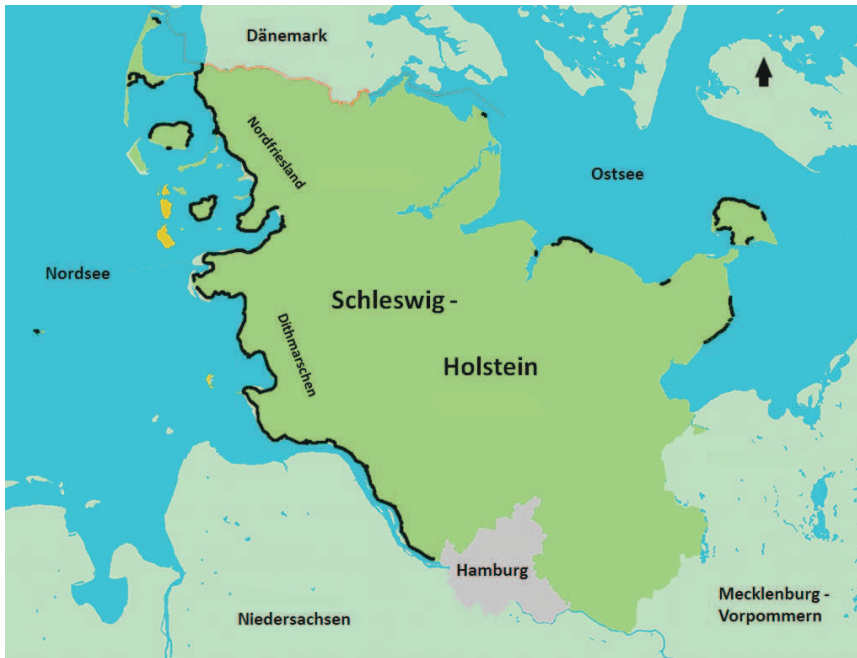 Dänemark
Nordfriesland
Ostsee
Nordsee
Schleswig -
Dithmarschen
Holstein
Hamburg
Mecklenburg -
Vorpommern
Niedersachsen